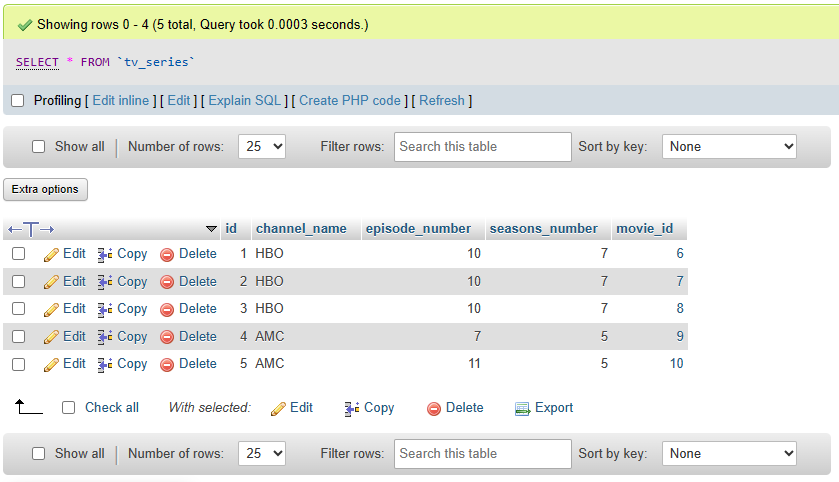 Showing rows 0 - 4 (5 total, Query took 0.0003 seconds.)
SELECT * FROM `tv_series`
Profiling [ Edit inline ] [ Edit ] [ Explain SQL ] [ Create PHP code ] [ Refresh ]
Show all Number of rows: 25 Filter rows: Search this table Sort by key: None
Extra options
id channel_name episode_number seasons_number movie_id
Edit Copy Delete 1 HBO 10 7 6
Edit Copy Delete 2 HBO 10 7 7
Edit Copy Delete 3 HBO 10 7 8
Edit Copy Delete 4 AMC 7 5 9
Edit Copy Delete 5 AMC 11 5 10
Check all With selected: Edit Copy Delete Export
Show all Number of rows: 25 Filter rows: Search this table Sort by key: None